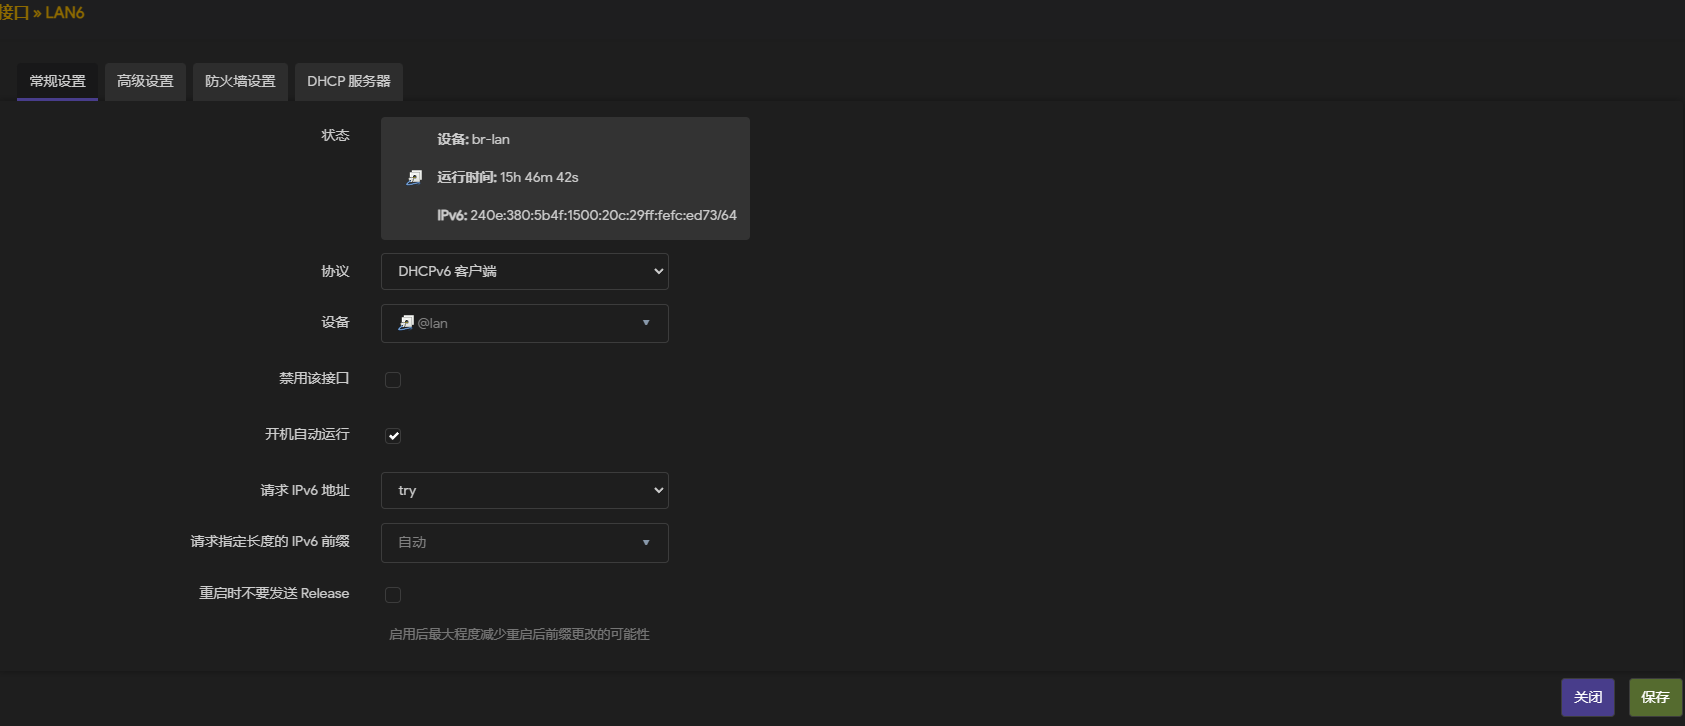 接口 » LAN6
常规设置 高级设置 防火墙设置 DHCP 服务器
状态
设备: br-lan
运行时间: 15h 46m 42s
IPv6: 240e:380:5b4f:1500:20c:29ff:fefc:ed73/64
协议 DHCPv6 客户端
设备 @lan
禁用该接口
开机自动运行
请求 IPv6 地址 try
请求指定长度的 IPv6 前缀 自动
重启时不要发送 Release
启用后最大程度减少重启后前缀更改的可能性
关闭 保存